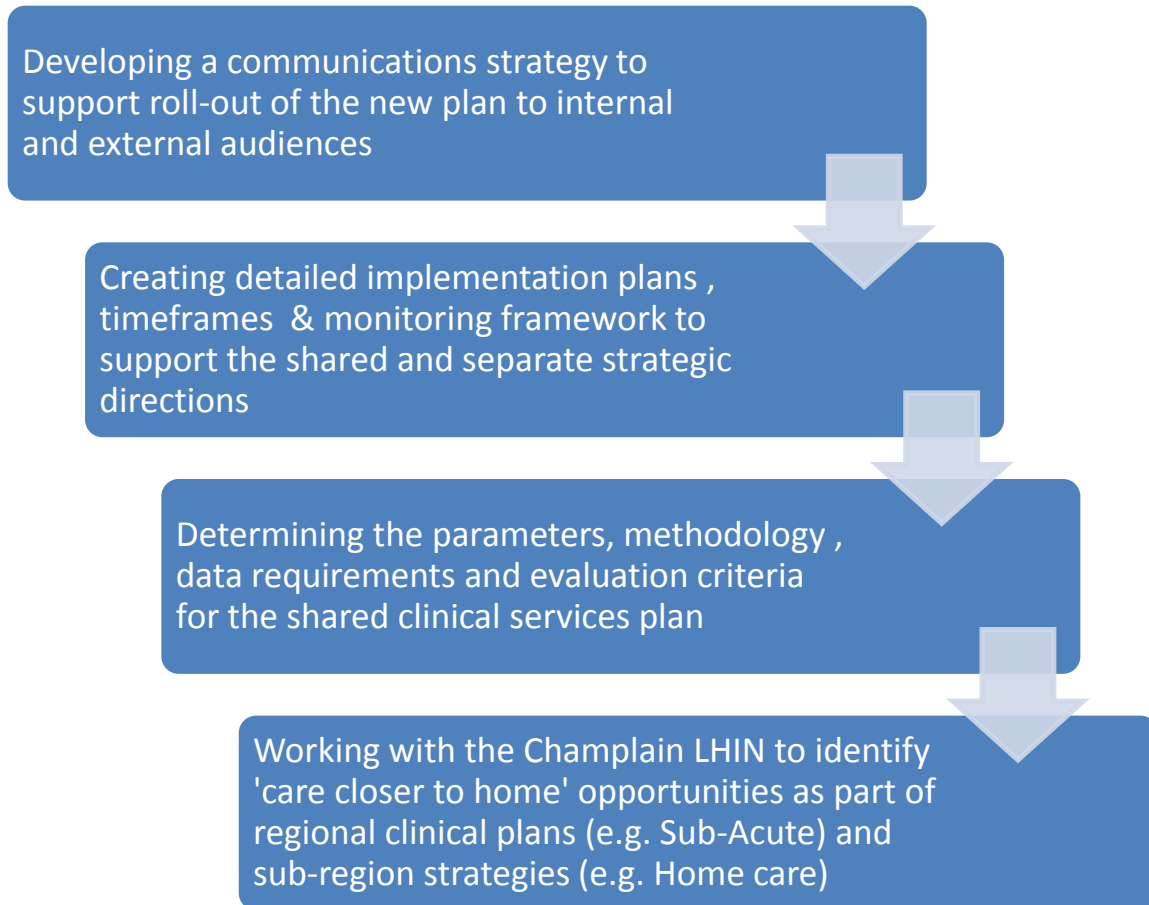 Developing a communications strategy to
support roll-out of the new plan to internal
and external audiences
Creating detailed implementation plans ,
timeframes  & monitoring framework to
support the shared and separate strategic
directions
Determining the parameters, methodology ,
data requirements and evaluation criteria
for the shared clinical services plan
Working with the Champlain LHIN to identify
'care closer to home' opportunities as part of
regional clinical plans (e.g. Sub-Acute) and
sub-region strategies (e.g. Home care)